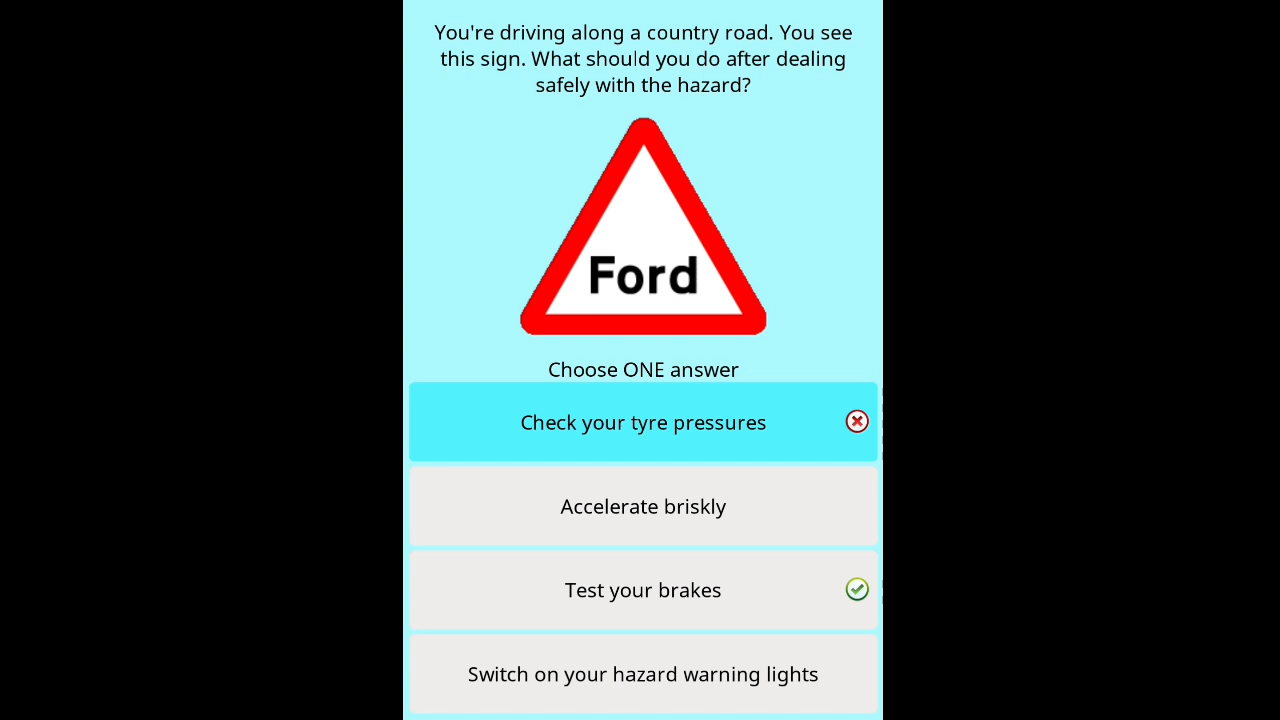 You're driving along a country road. You see
this sign. What should you do after dealing
safely with the hazard?
Ford
Choose ONE answer
Check your tyre pressures
Accelerate briskly
Test your brakes
Switch on your hazard warning lights